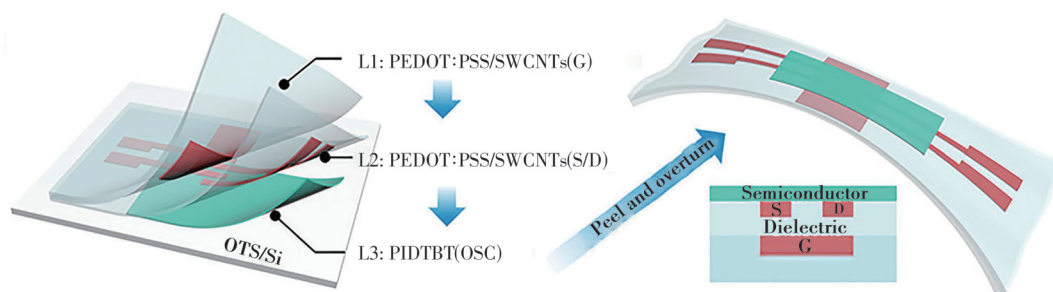 L1: PEDOT:PSS/SWCNTs(G)
L2: PEDOT:PSS/SWCNTs(S/D)
L3: PIDTBT(OSC)
OTS/Si
Peel and overturn
Semiconductor
S D
Dielectric
G